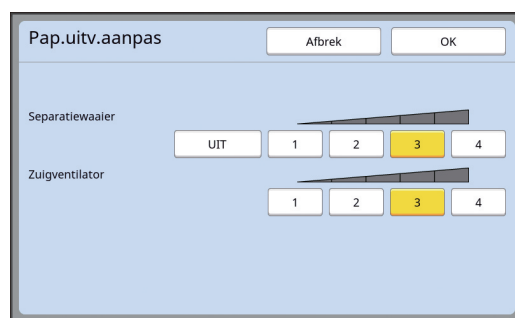 Pap.uitv.aanpas Afbrek OK
Separatiewaaier
UIT 1 2 3 4
Zuigventilator
1 2 3 4